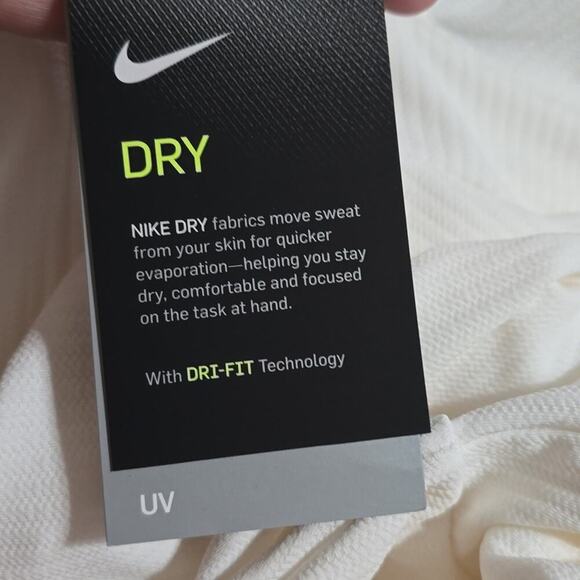 DRY
NIKE DRY fabrics move sweat
from your skin for quicker
evaporation—helping you stay
dry, comfortable and focused
on the task at hand.
With DRI-FIT Technology
UV